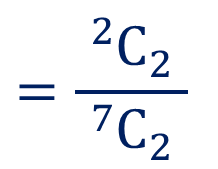 = ²C₂ / ⁷C₂